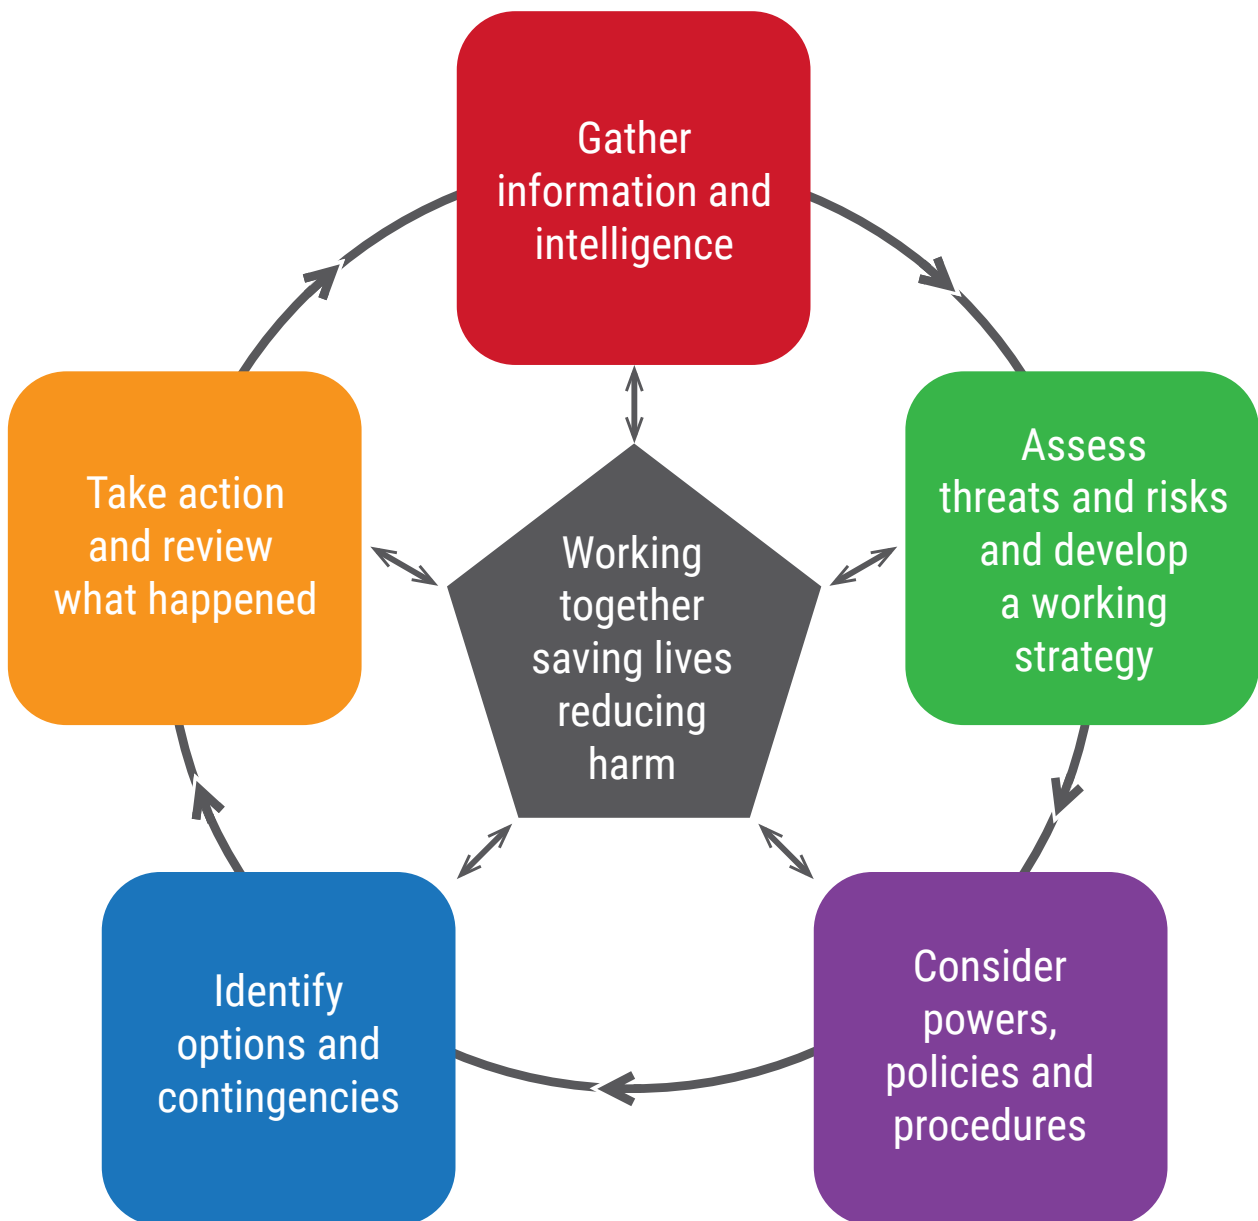 Gather
information and
intelligence
Assess
threats and risks
and develop
a working
strategy
Consider
powers,
policies and
procedures
Identify
options and
contingencies
Take action
and review
what happened
Working
together
saving lives
reducing
harm